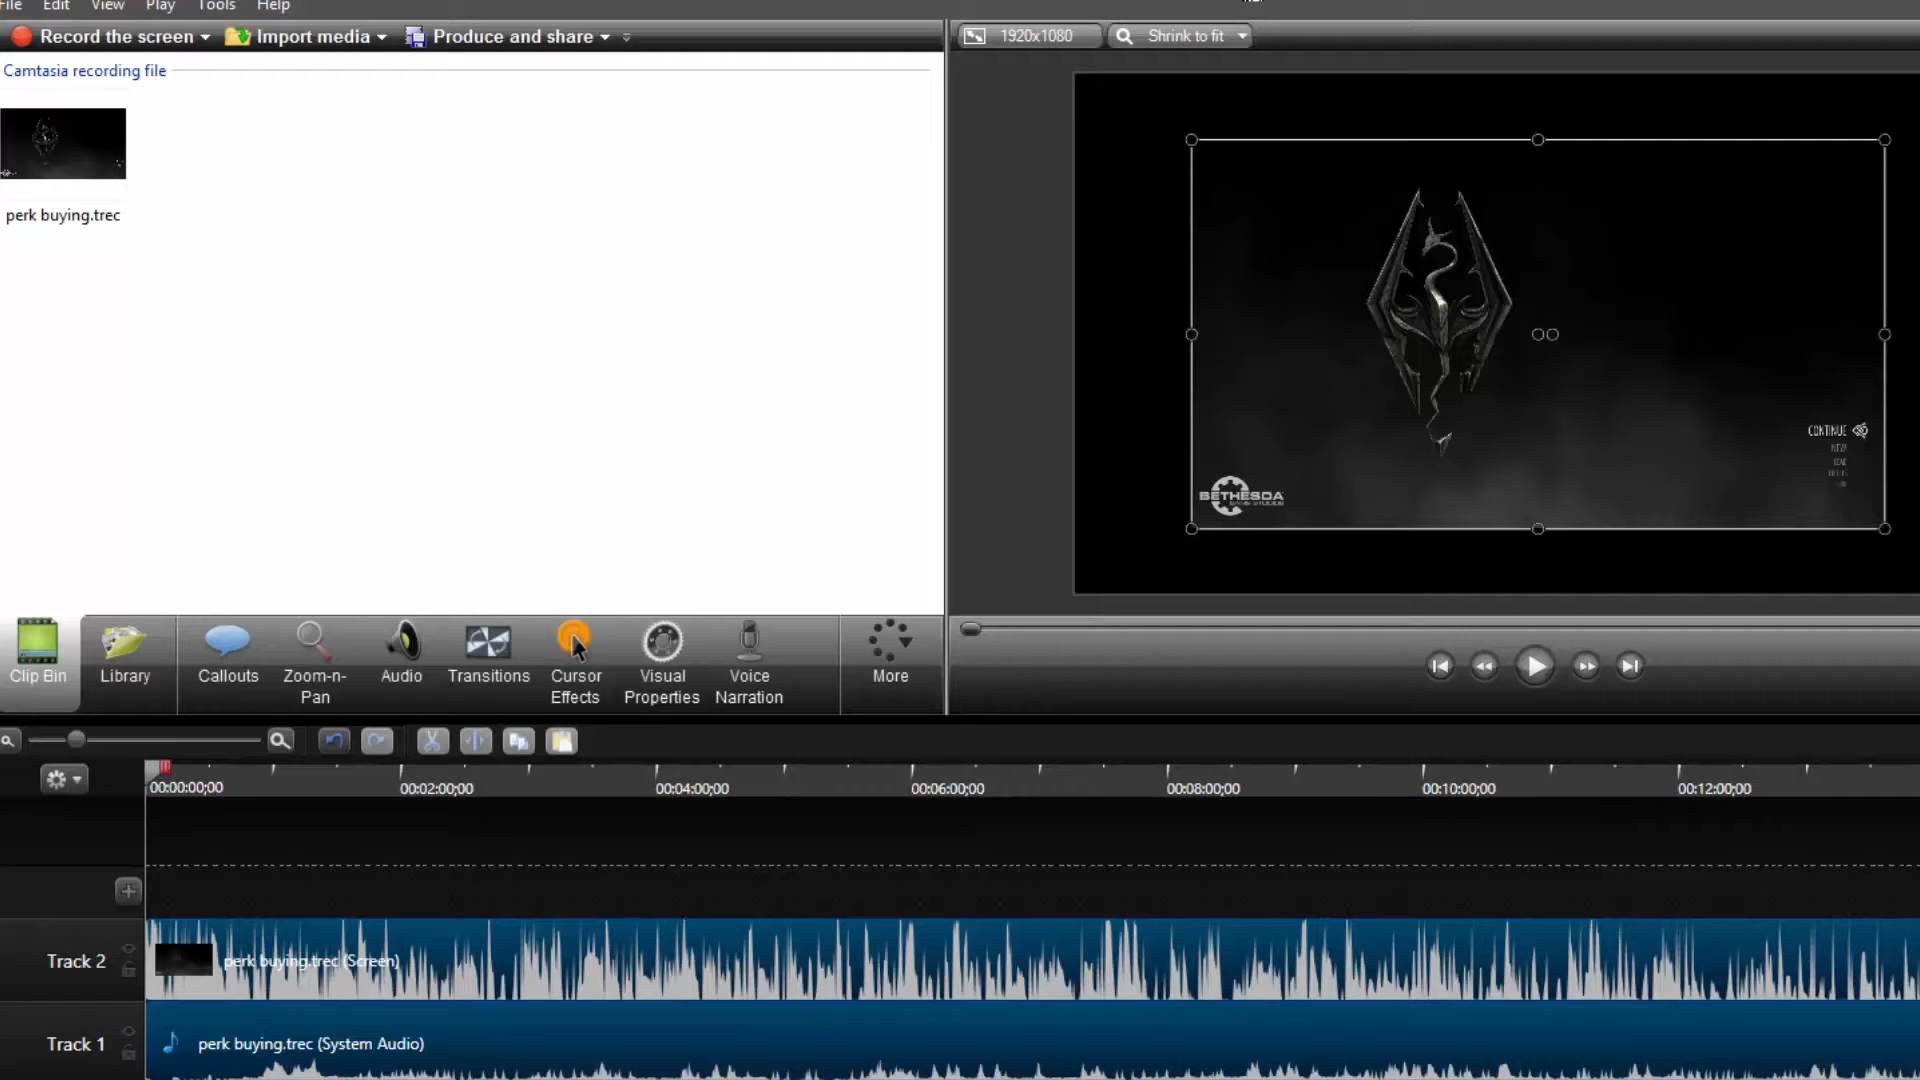 File Edit View Play Tools Help
Record the screen Import media Produce and share
1920x1080 Shrink to fit
Camtasia recording file
perk buying.trec
CONTINUE
NEW
LOAD
BETHESDA
GAME STUDIOS
Clip Bin Library Callouts Zoom-n-Pan Audio Transitions Cursor Effects Visual Properties Voice Narration More
00:00:00;00 00:02:00;00 00:04:00;00 00:06:00;00 00:08:00;00 00:10:00;00 00:12:00;00
Track 2 perk buying.trec (Screen)
Track 1 perk buying.trec (System Audio)